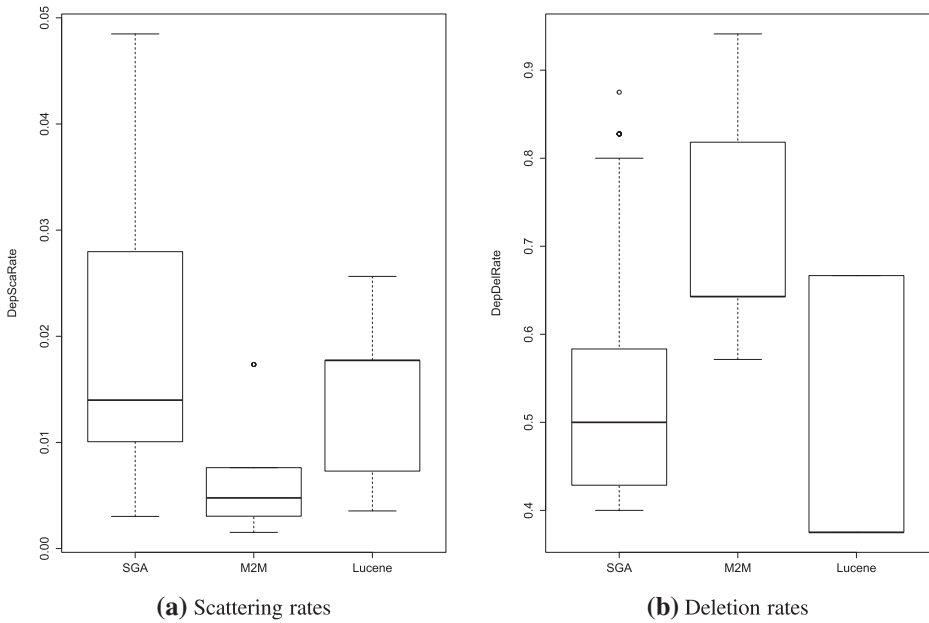 DepScaRate
0.05
0.04
0.03
0.02
0.01
0.00
SGA M2M Lucene
(a) Scattering rates
DepDelRate
0.9
0.8
0.7
0.6
0.5
0.4
SGA M2M Lucene
(b) Deletion rates